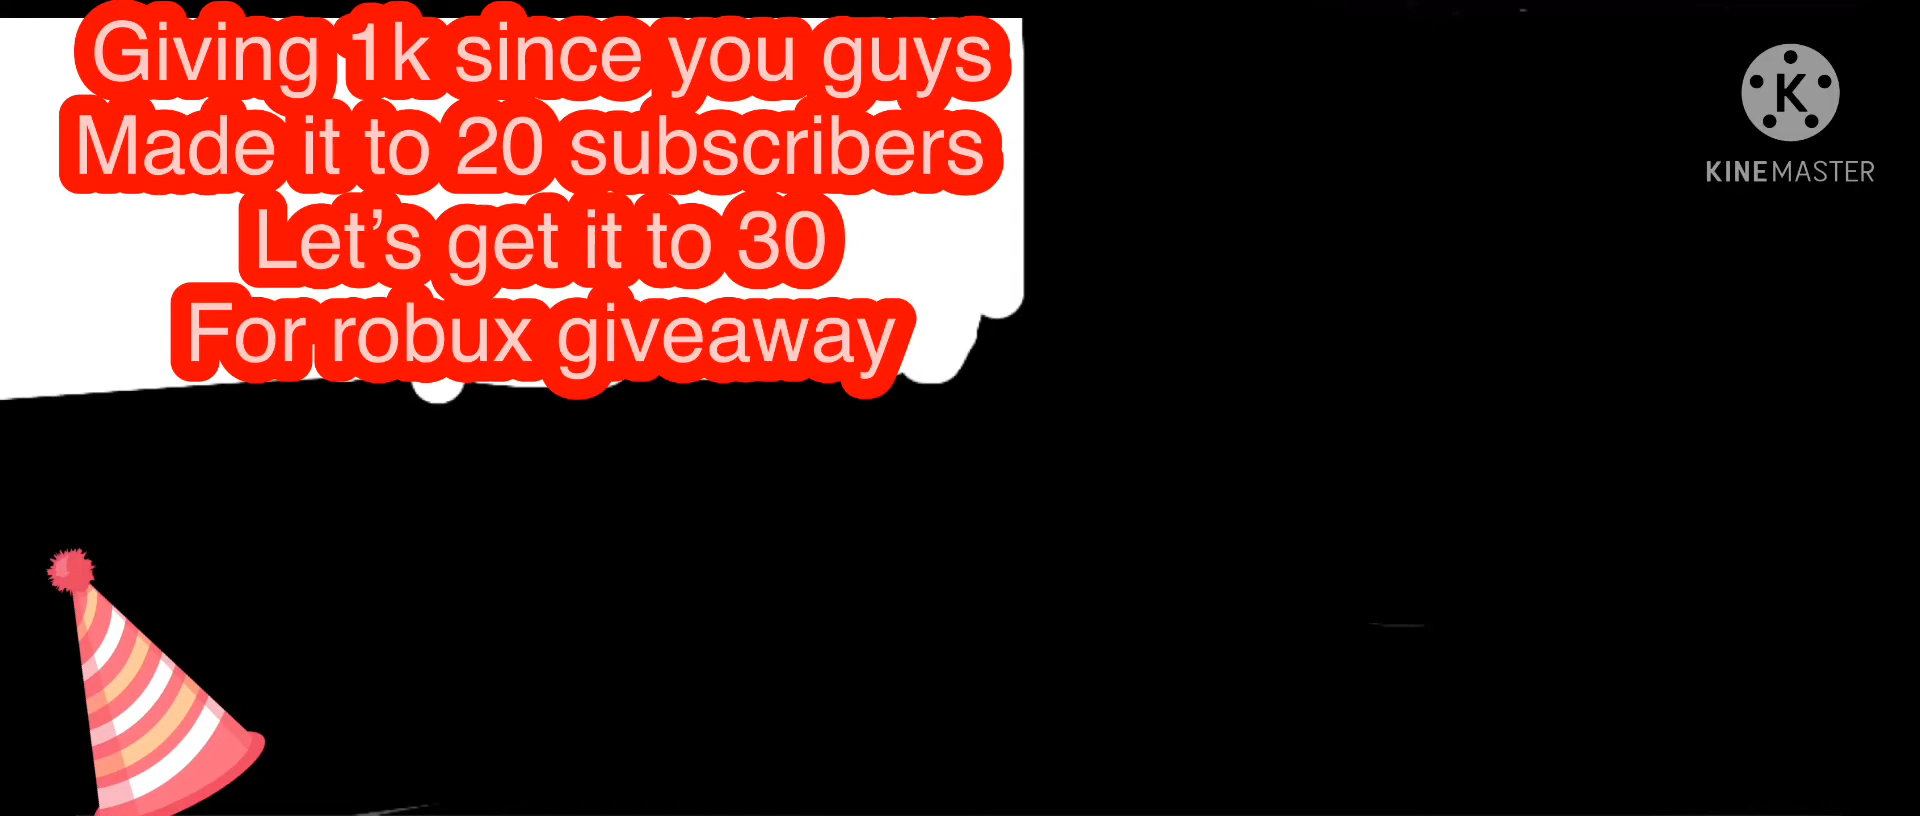 Giving 1k since you guys
Made it to 20 subscribers
Let’s get it to 30
For robux giveaway
K
KINEMASTER